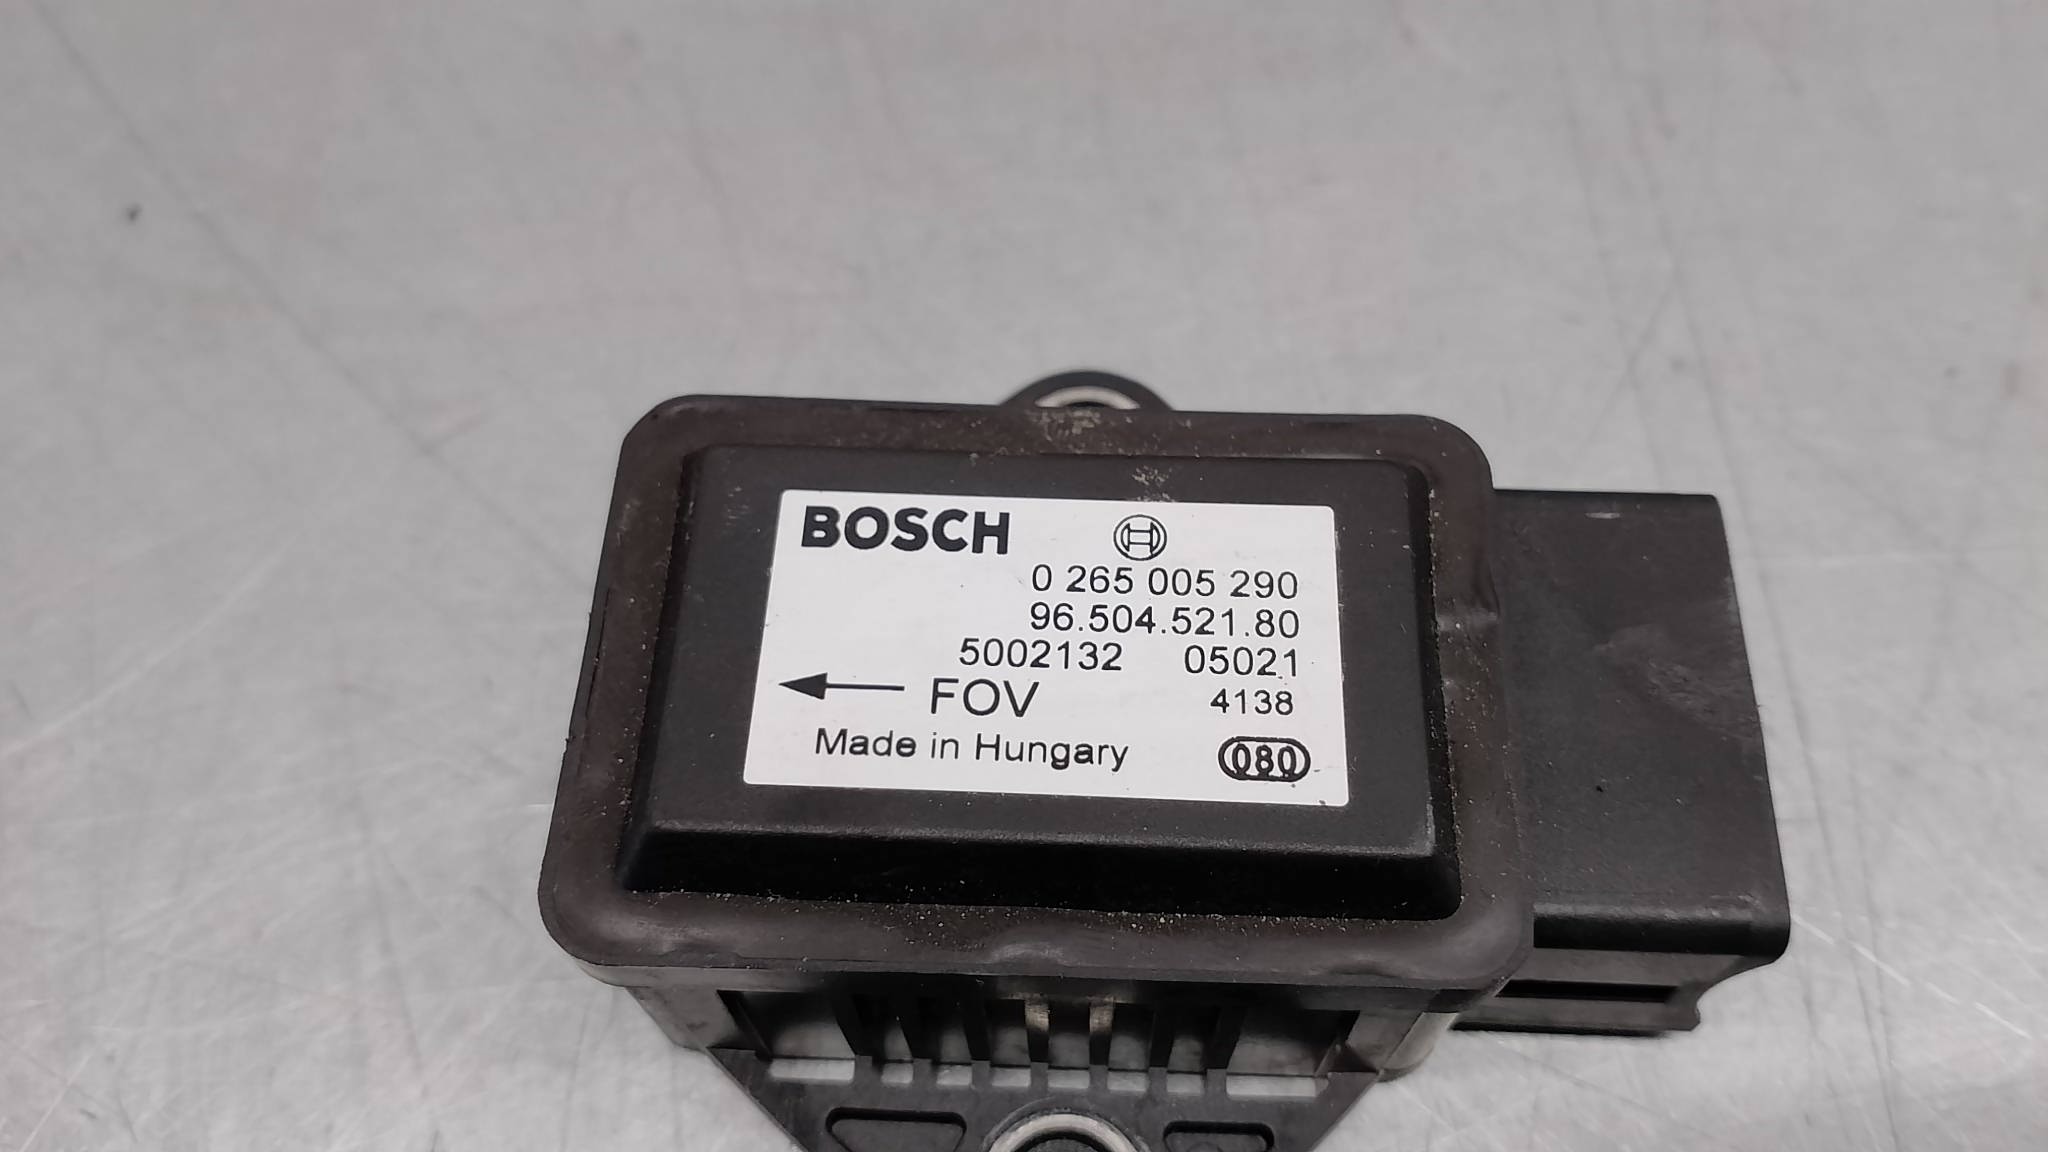 BOSCH
0 265 005 290
96.504.521.80
5002132 05021
FOV 4138
Made in Hungary 080